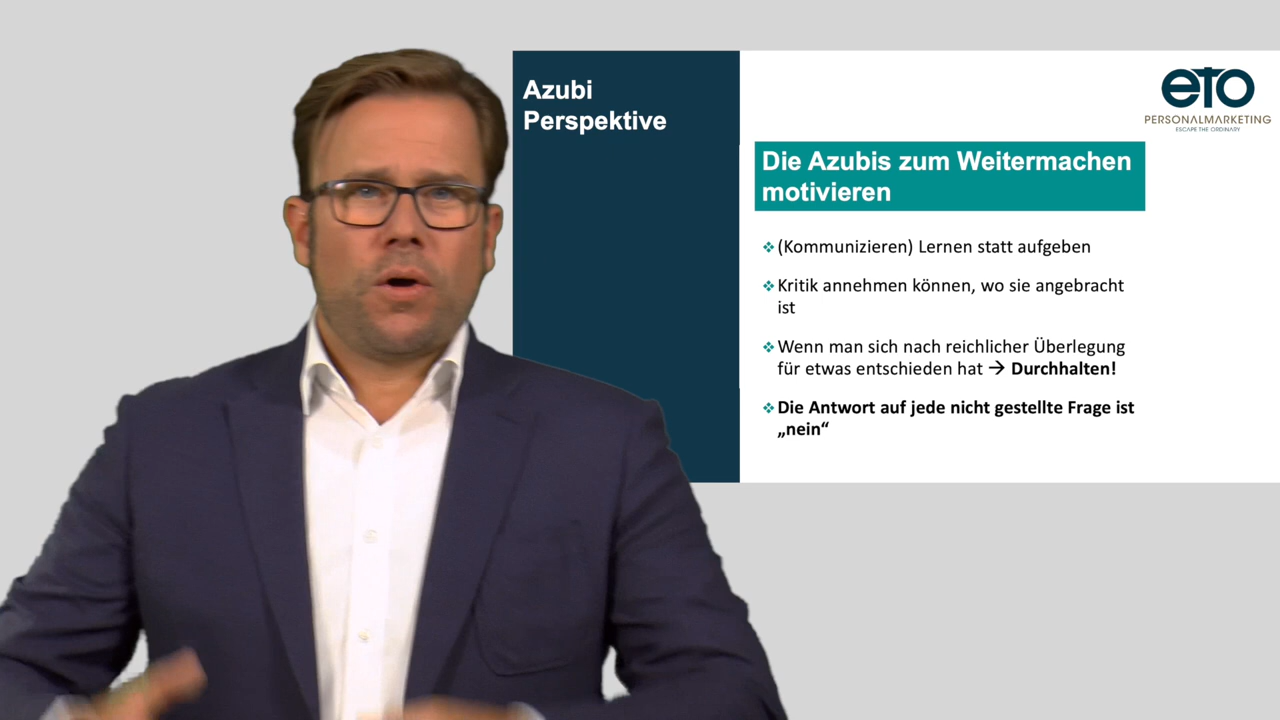 Azubi
Perspektive
eTO
PERSONALMARKETING
ESCAPE THE ORDINARY
Die Azubis zum Weitermachen
motivieren
❖(Kommunizieren) Lernen statt aufgeben
❖Kritik annehmen können, wo sie angebracht
ist
❖Wenn man sich nach reichlicher Überlegung
für etwas entschieden hat → Durchhalten!
❖Die Antwort auf jede nicht gestellte Frage ist
„nein“